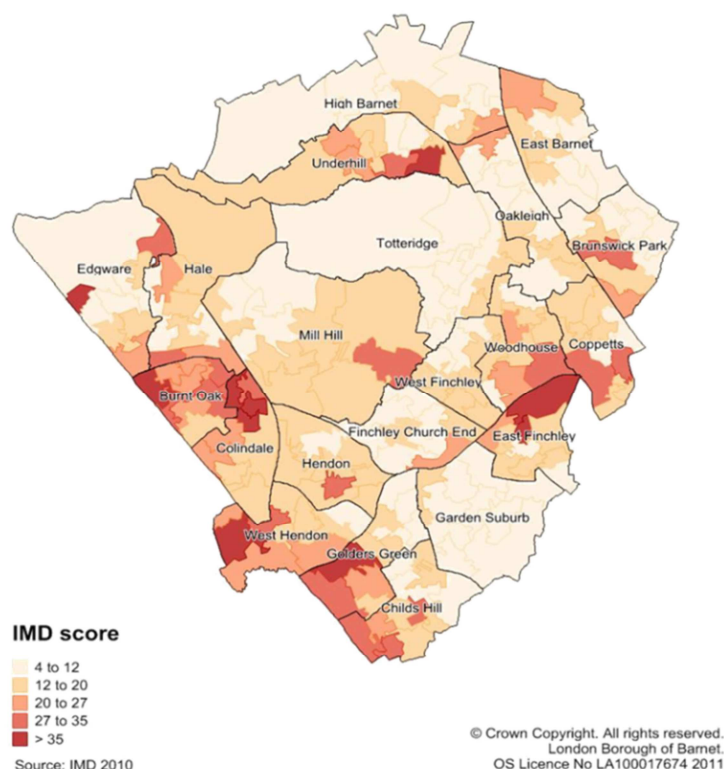 High Barnet
East Barnet
Underhill
Oakleigh
Totteridge
Brunswick Park
Edgware
Hale
Mill Hill
Woodhouse
Coppetts
West Finchley
Burnt Oak
Finchley Church End
East Finchley
Colindale
Hendon
Garden Suburb
West Hendon
Golders Green
Childs Hill
IMD score
4 to 12
12 to 20
20 to 27
27 to 35
> 35
Source: IMD 2010
© Crown Copyright. All rights reserved.
London Borough of Barnet.
OS Licence No LA100017674 2011